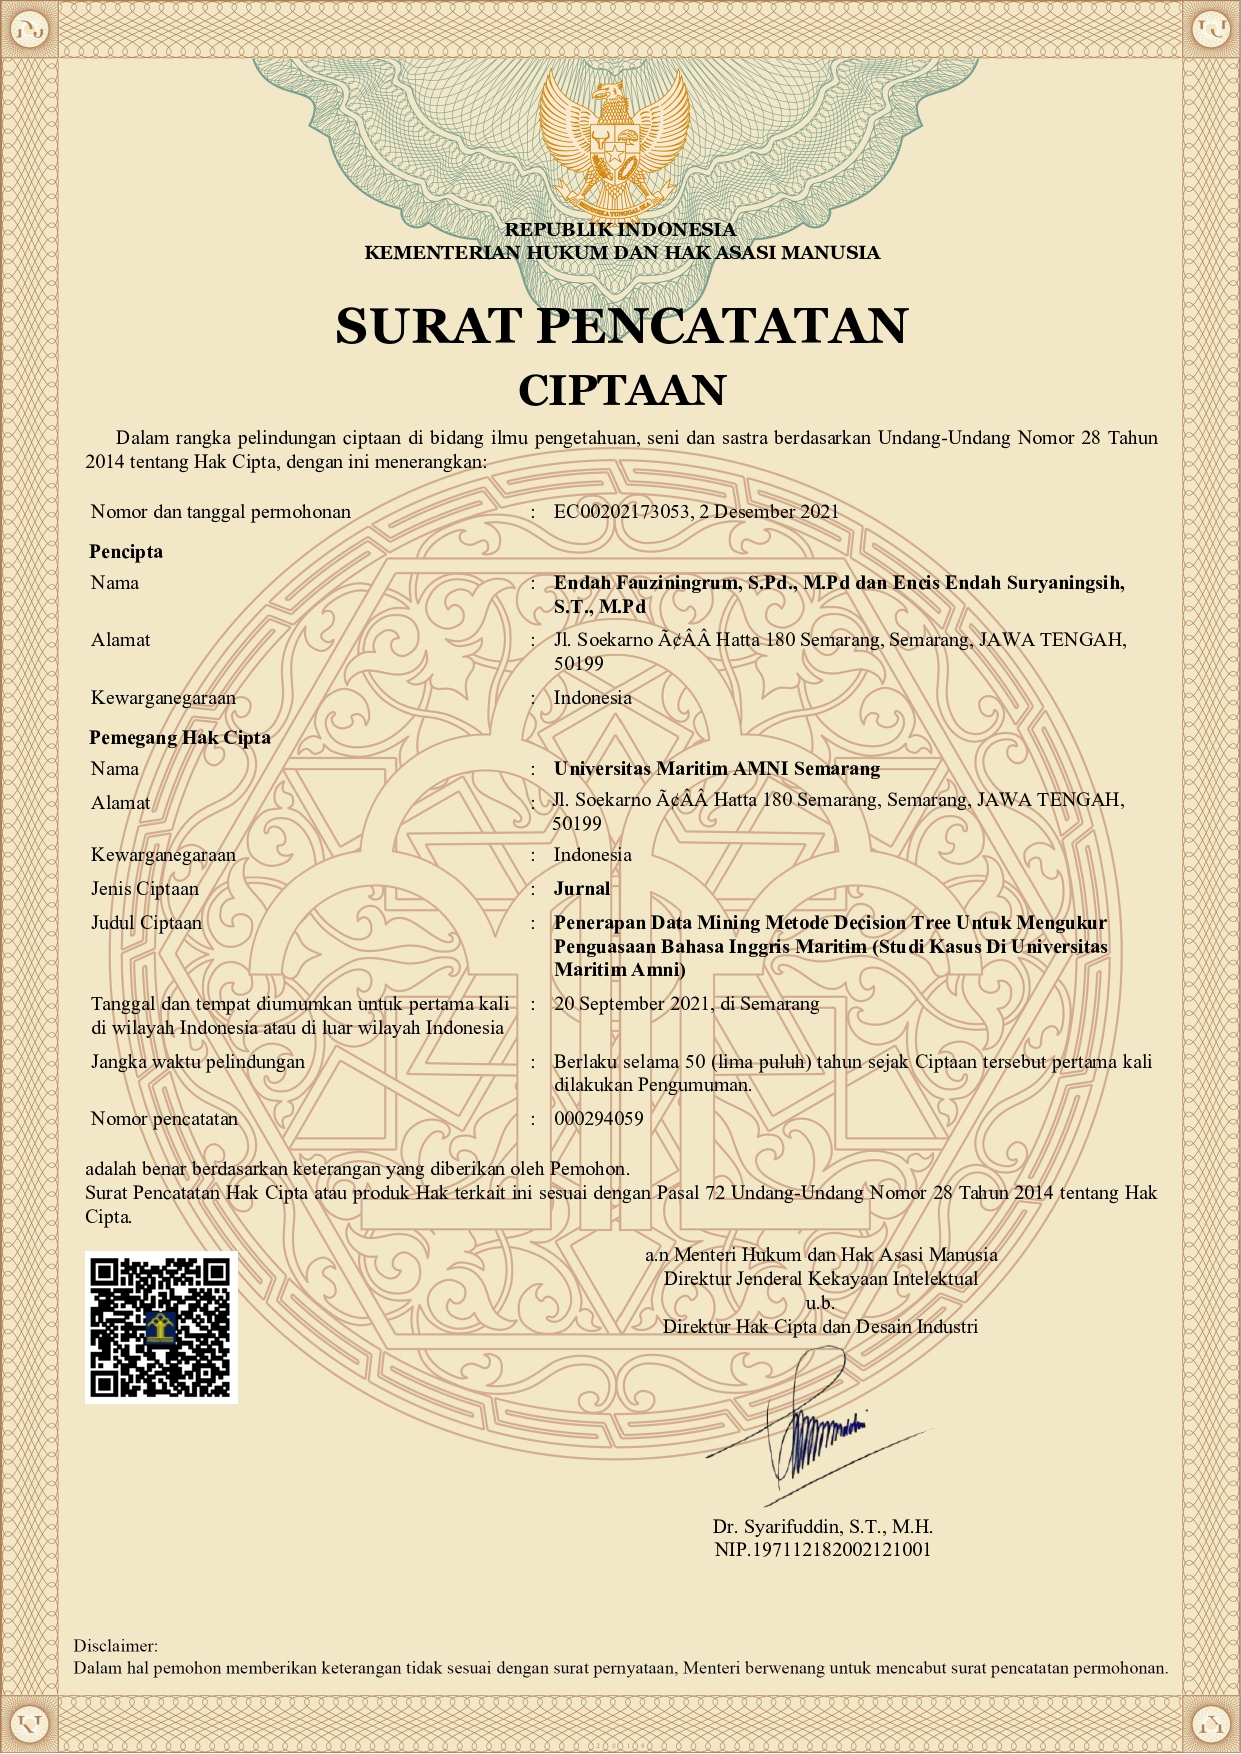 REPUBLIK INDONESIA
KEMENTERIAN HUKUM DAN HAK ASASI MANUSIA
SURAT PENCATATAN
CIPTAAN
Dalam rangka pelindungan ciptaan di bidang ilmu pengetahuan, seni dan sastra berdasarkan Undang-Undang Nomor 28 Tahun
2014 tentang Hak Cipta, dengan ini menerangkan:
Nomor dan tanggal permohonan : EC00202173053, 2 Desember 2021
Pencipta
Nama : Endah Fauziningrum, S.Pd., M.Pd dan Encis Endah Suryaningsih,
S.T., M.Pd
Alamat : Jl. Soekarno Ã¢ÂÂ Hatta 180 Semarang, Semarang, JAWA TENGAH,
50199
Kewarganegaraan : Indonesia
Pemegang Hak Cipta
Nama : Universitas Maritim AMNI Semarang
Alamat : Jl. Soekarno Ã¢ÂÂ Hatta 180 Semarang, Semarang, JAWA TENGAH,
50199
Kewarganegaraan : Indonesia
Jenis Ciptaan : Jurnal
Judul Ciptaan : Penerapan Data Mining Metode Decision Tree Untuk Mengukur
Penguasaan Bahasa Inggris Maritim (Studi Kasus Di Universitas
Maritim Amni)
Tanggal dan tempat diumumkan untuk pertama kali : 20 September 2021, di Semarang
di wilayah Indonesia atau di luar wilayah Indonesia
Jangka waktu pelindungan : Berlaku selama 50 (lima puluh) tahun sejak Ciptaan tersebut pertama kali
dilakukan Pengumuman.
Nomor pencatatan : 000294059
adalah benar berdasarkan keterangan yang diberikan oleh Pemohon.
Surat Pencatatan Hak Cipta atau produk Hak terkait ini sesuai dengan Pasal 72 Undang-Undang Nomor 28 Tahun 2014 tentang Hak
Cipta.
a.n Menteri Hukum dan Hak Asasi Manusia
Direktur Jenderal Kekayaan Intelektual
u.b.
Direktur Hak Cipta dan Desain Industri
Dr. Syarifuddin, S.T., M.H.
NIP.197112182002121001
Disclaimer:
Dalam hal pemohon memberikan keterangan tidak sesuai dengan surat pernyataan, Menteri berwenang untuk mencabut surat pencatatan permohonan.